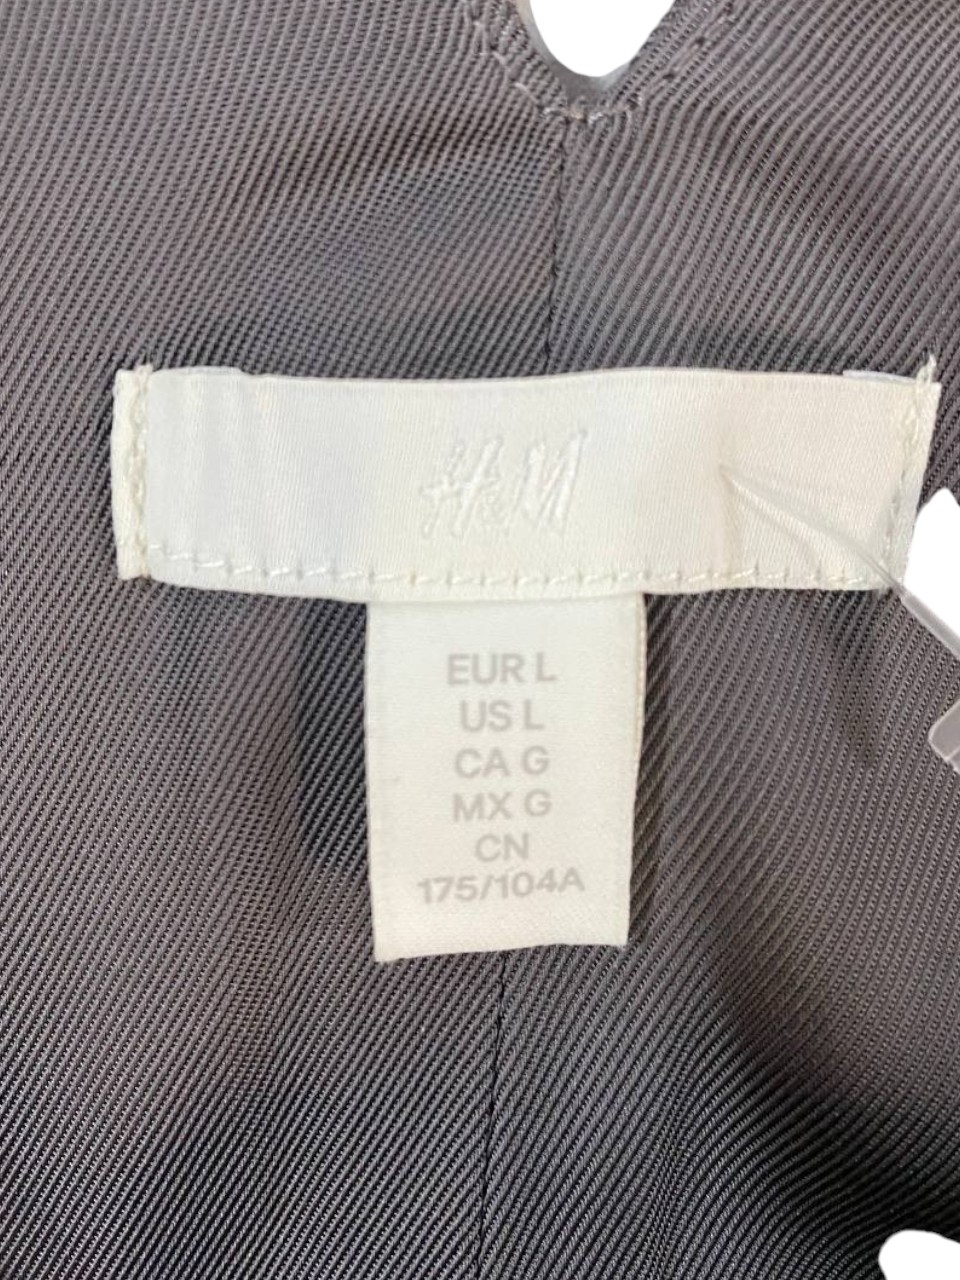 H&M
EUR L
US L
CA G
MX G
CN
175/104A